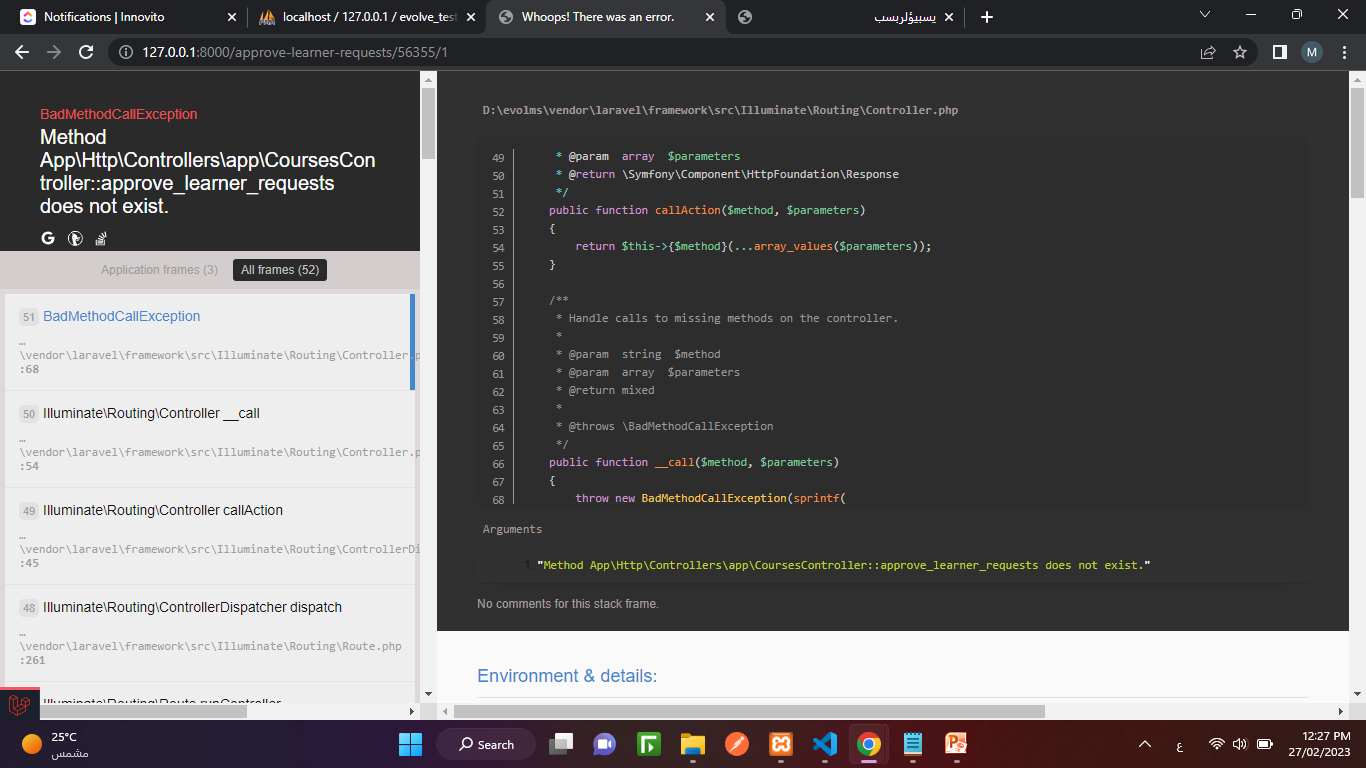 Notifications | Innovito
localhost / 127.0.0.1 / evolve_test
Whoops! There was an error.
يسبيؤلربسب
127.0.0.1:8000/approve-learner-requests/56355/1
M
BadMethodCallException
Method
App\Http\Controllers\app\CoursesCon
troller::approve_learner_requests
does not exist.
Application frames (3)
All frames (52)
51 BadMethodCallException
…
\vendor\laravel\framework\src\Illuminate\Routing\Controller.p
:68
50 Illuminate\Routing\Controller __call
…
\vendor\laravel\framework\src\Illuminate\Routing\Controller.p
:54
49 Illuminate\Routing\Controller callAction
…
\vendor\laravel\framework\src\Illuminate\Routing\ControllerDi
:45
48 Illuminate\Routing\ControllerDispatcher dispatch
…
\vendor\laravel\framework\src\Illuminate\Routing\Route.php
:261
Illuminate\Routing\Route runController
D:\evolms\vendor\laravel\framework\src\Illuminate\Routing\Controller.php
49 * @param array $parameters
50 * @return \Symfony\Component\HttpFoundation\Response
51 */
52 public function callAction($method, $parameters)
53 {
54 return $this->{$method}(...array_values($parameters));
55 }
56
57 /**
58 * Handle calls to missing methods on the controller.
59 *
60 * @param string $method
61 * @param array $parameters
62 * @return mixed
63 *
64 * @throws \BadMethodCallException
65 */
66 public function __call($method, $parameters)
67 {
68 throw new BadMethodCallException(sprintf(
Arguments
1 "Method App\Http\Controllers\app\CoursesController::approve_learner_requests does not exist."
No comments for this stack frame.
Environment & details:
25°C
مشمس
Search
ع
12:27 PM
27/02/2023